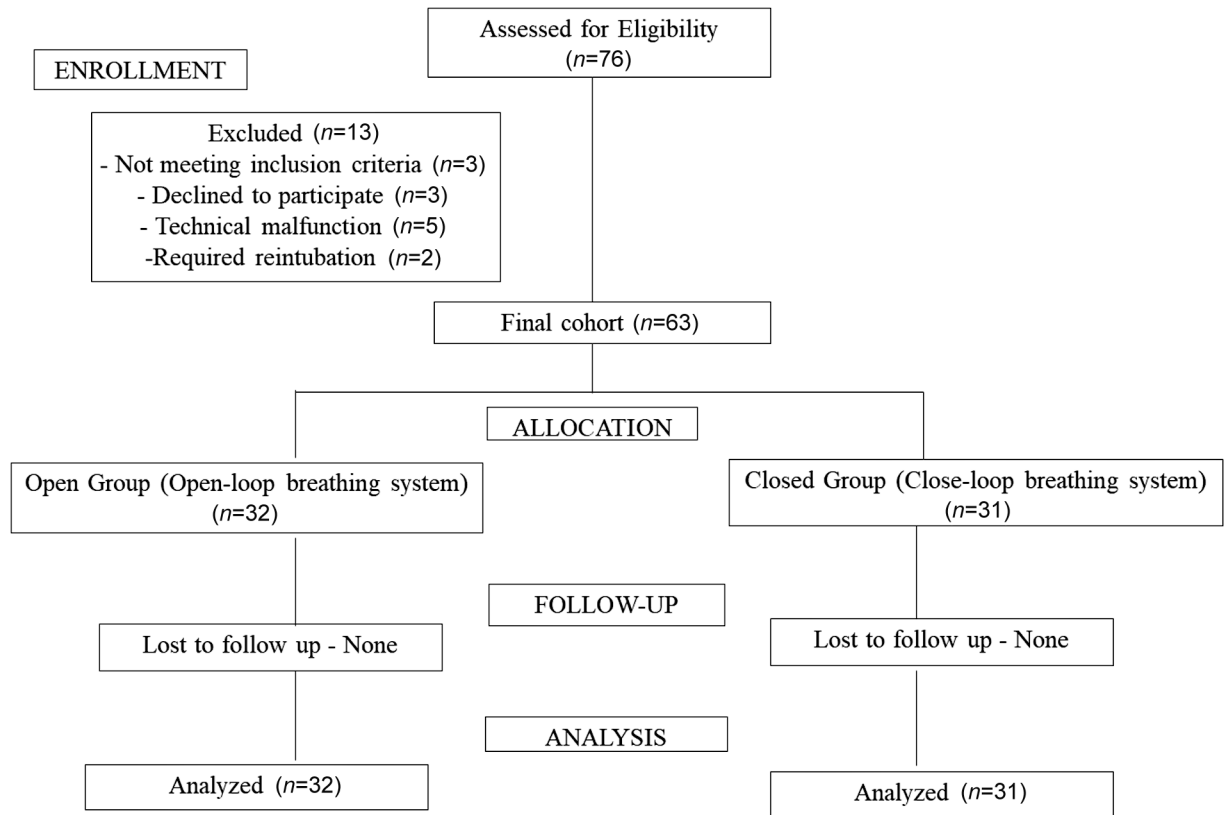 Assessed for Eligibility
(n=76)
ENROLLMENT
Excluded (n=13)
- Not meeting inclusion criteria (n=3)
- Declined to participate (n=3)
- Technical malfunction (n=5)
-Required reintubation (n=2)
Final cohort (n=63)
ALLOCATION
Open Group (Open-loop breathing system)
(n=32)
Closed Group (Close-loop breathing system)
(n=31)
FOLLOW-UP
Lost to follow up - None
Lost to follow up - None
ANALYSIS
Analyzed (n=32)
Analyzed (n=31)